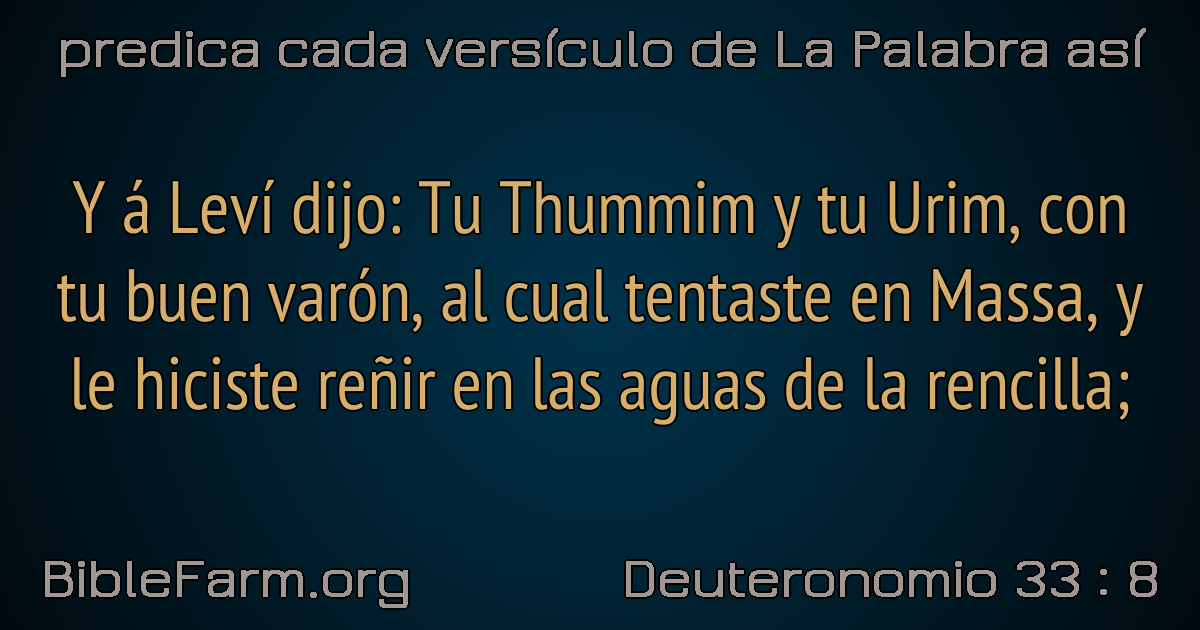 predica cada versículo de La Palabra así
Y á Leví dijo: Tu Thummim y tu Urim, con
tu buen varón, al cual tentaste en Massa, y
le hiciste reñir en las aguas de la rencilla;
BibleFarm.org
Deuteronomio 33 : 8